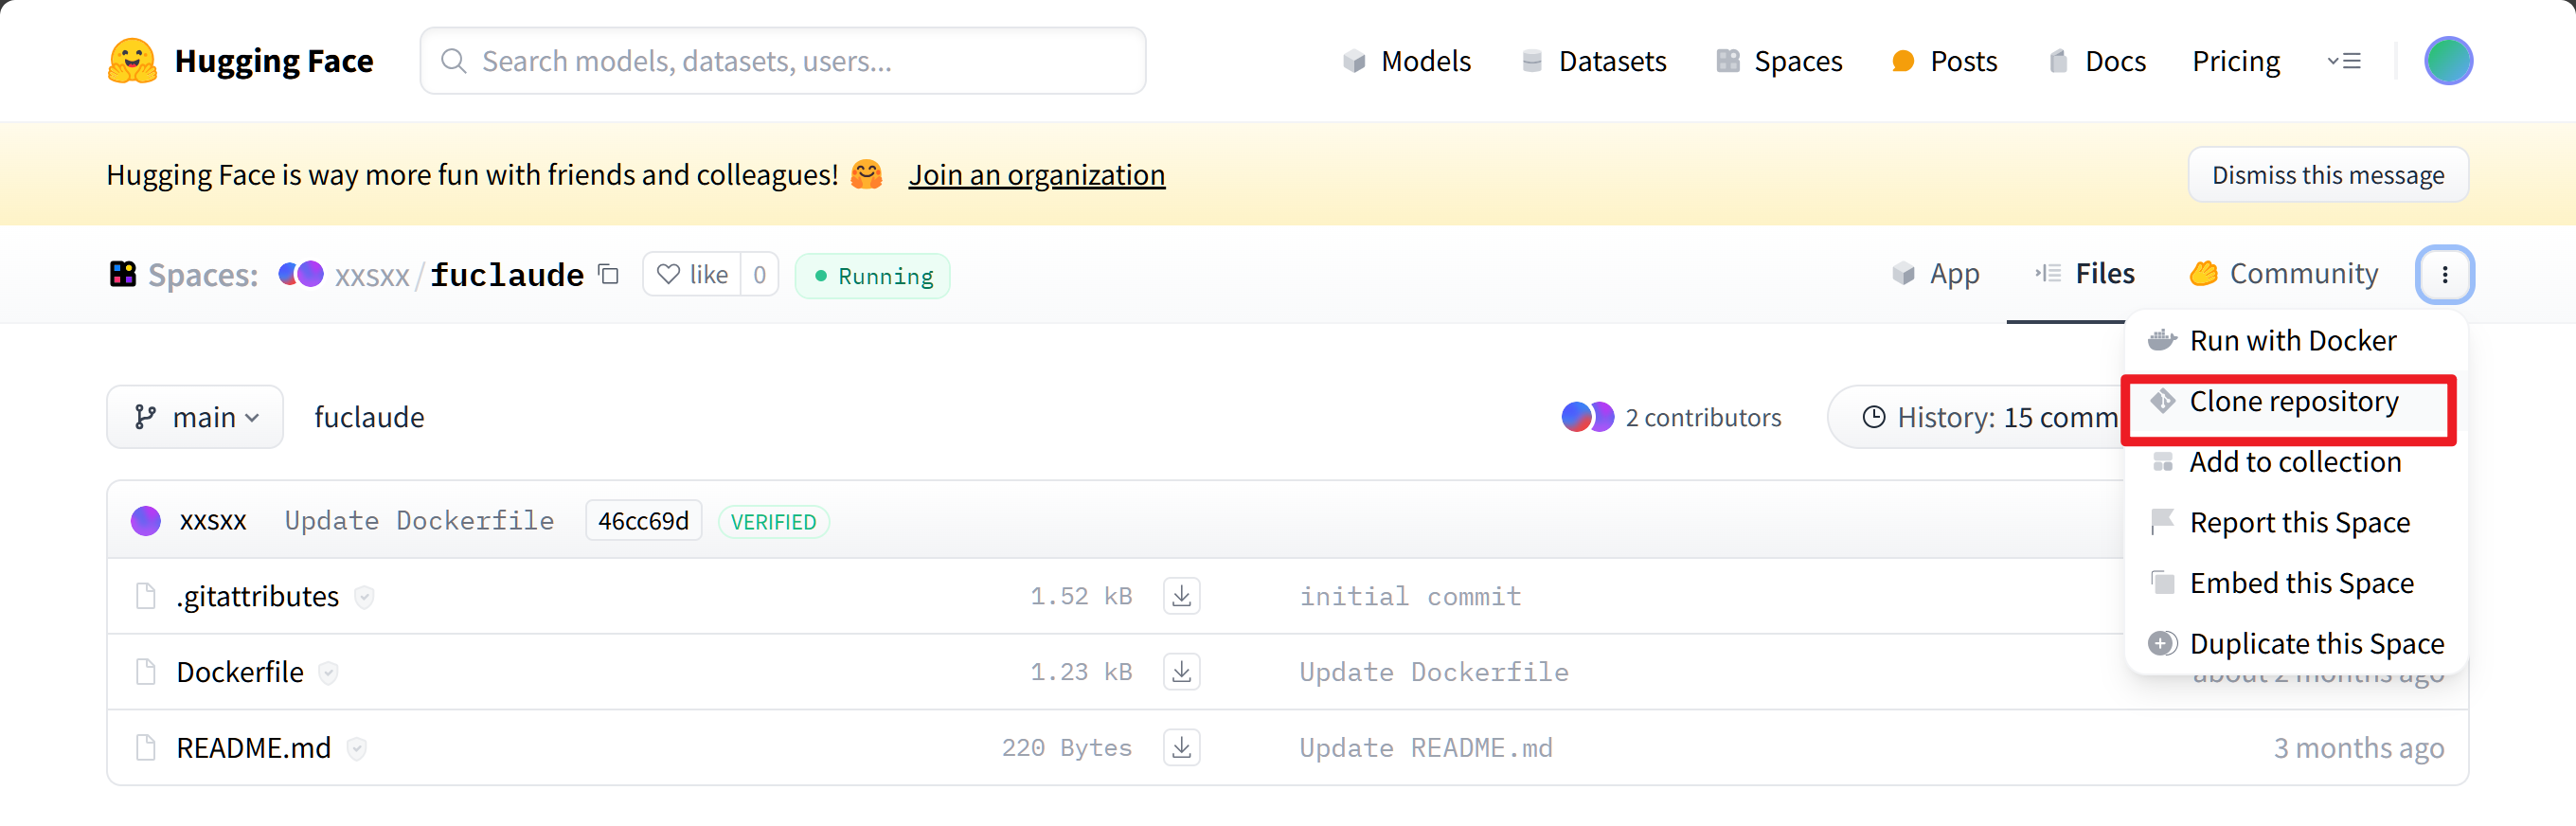 Hugging Face
Search models, datasets, users...
Models
Datasets
Spaces
Posts
Docs
Pricing
Hugging Face is way more fun with friends and colleagues!
Join an organization
Dismiss this message
Spaces:
xxsxx/fuclaude
like
0
Running
App
Files
Community
Run with Docker
Clone repository
Add to collection
Report this Space
Embed this Space
Duplicate this Space
main
fuclaude
2 contributors
History: 15 comm
xxsxx
Update Dockerfile
46cc69d
VERIFIED
.gitattributes
1.52 kB
initial commit
Dockerfile
1.23 kB
Update Dockerfile
about 2 months ago
README.md
220 Bytes
Update README.md
3 months ago